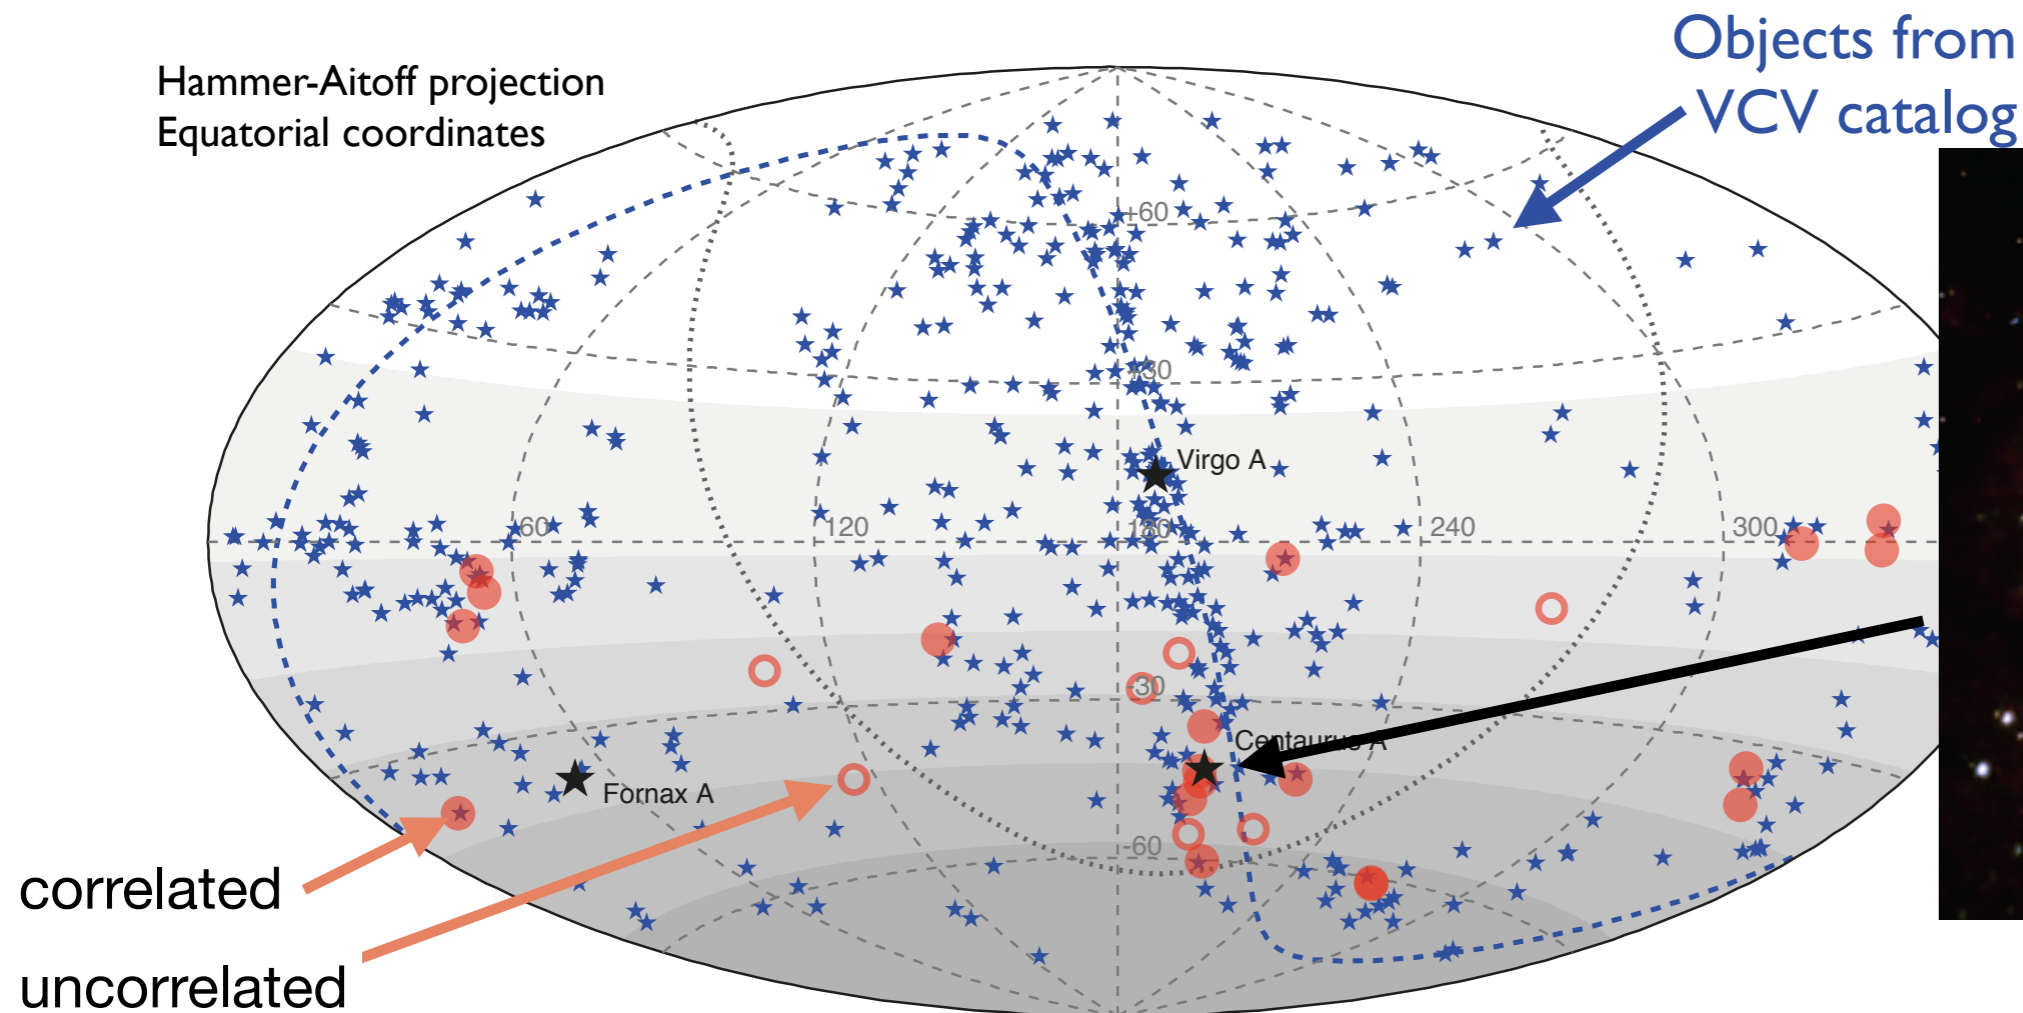 Objects from
VCV catalog
Hammer-Aitoff projection
Equatorial coordinates
+60
+30
Virgo A
60
120
180
240
300
-30
Centaurus A
Fornax A
-60
correlated
uncorrelated